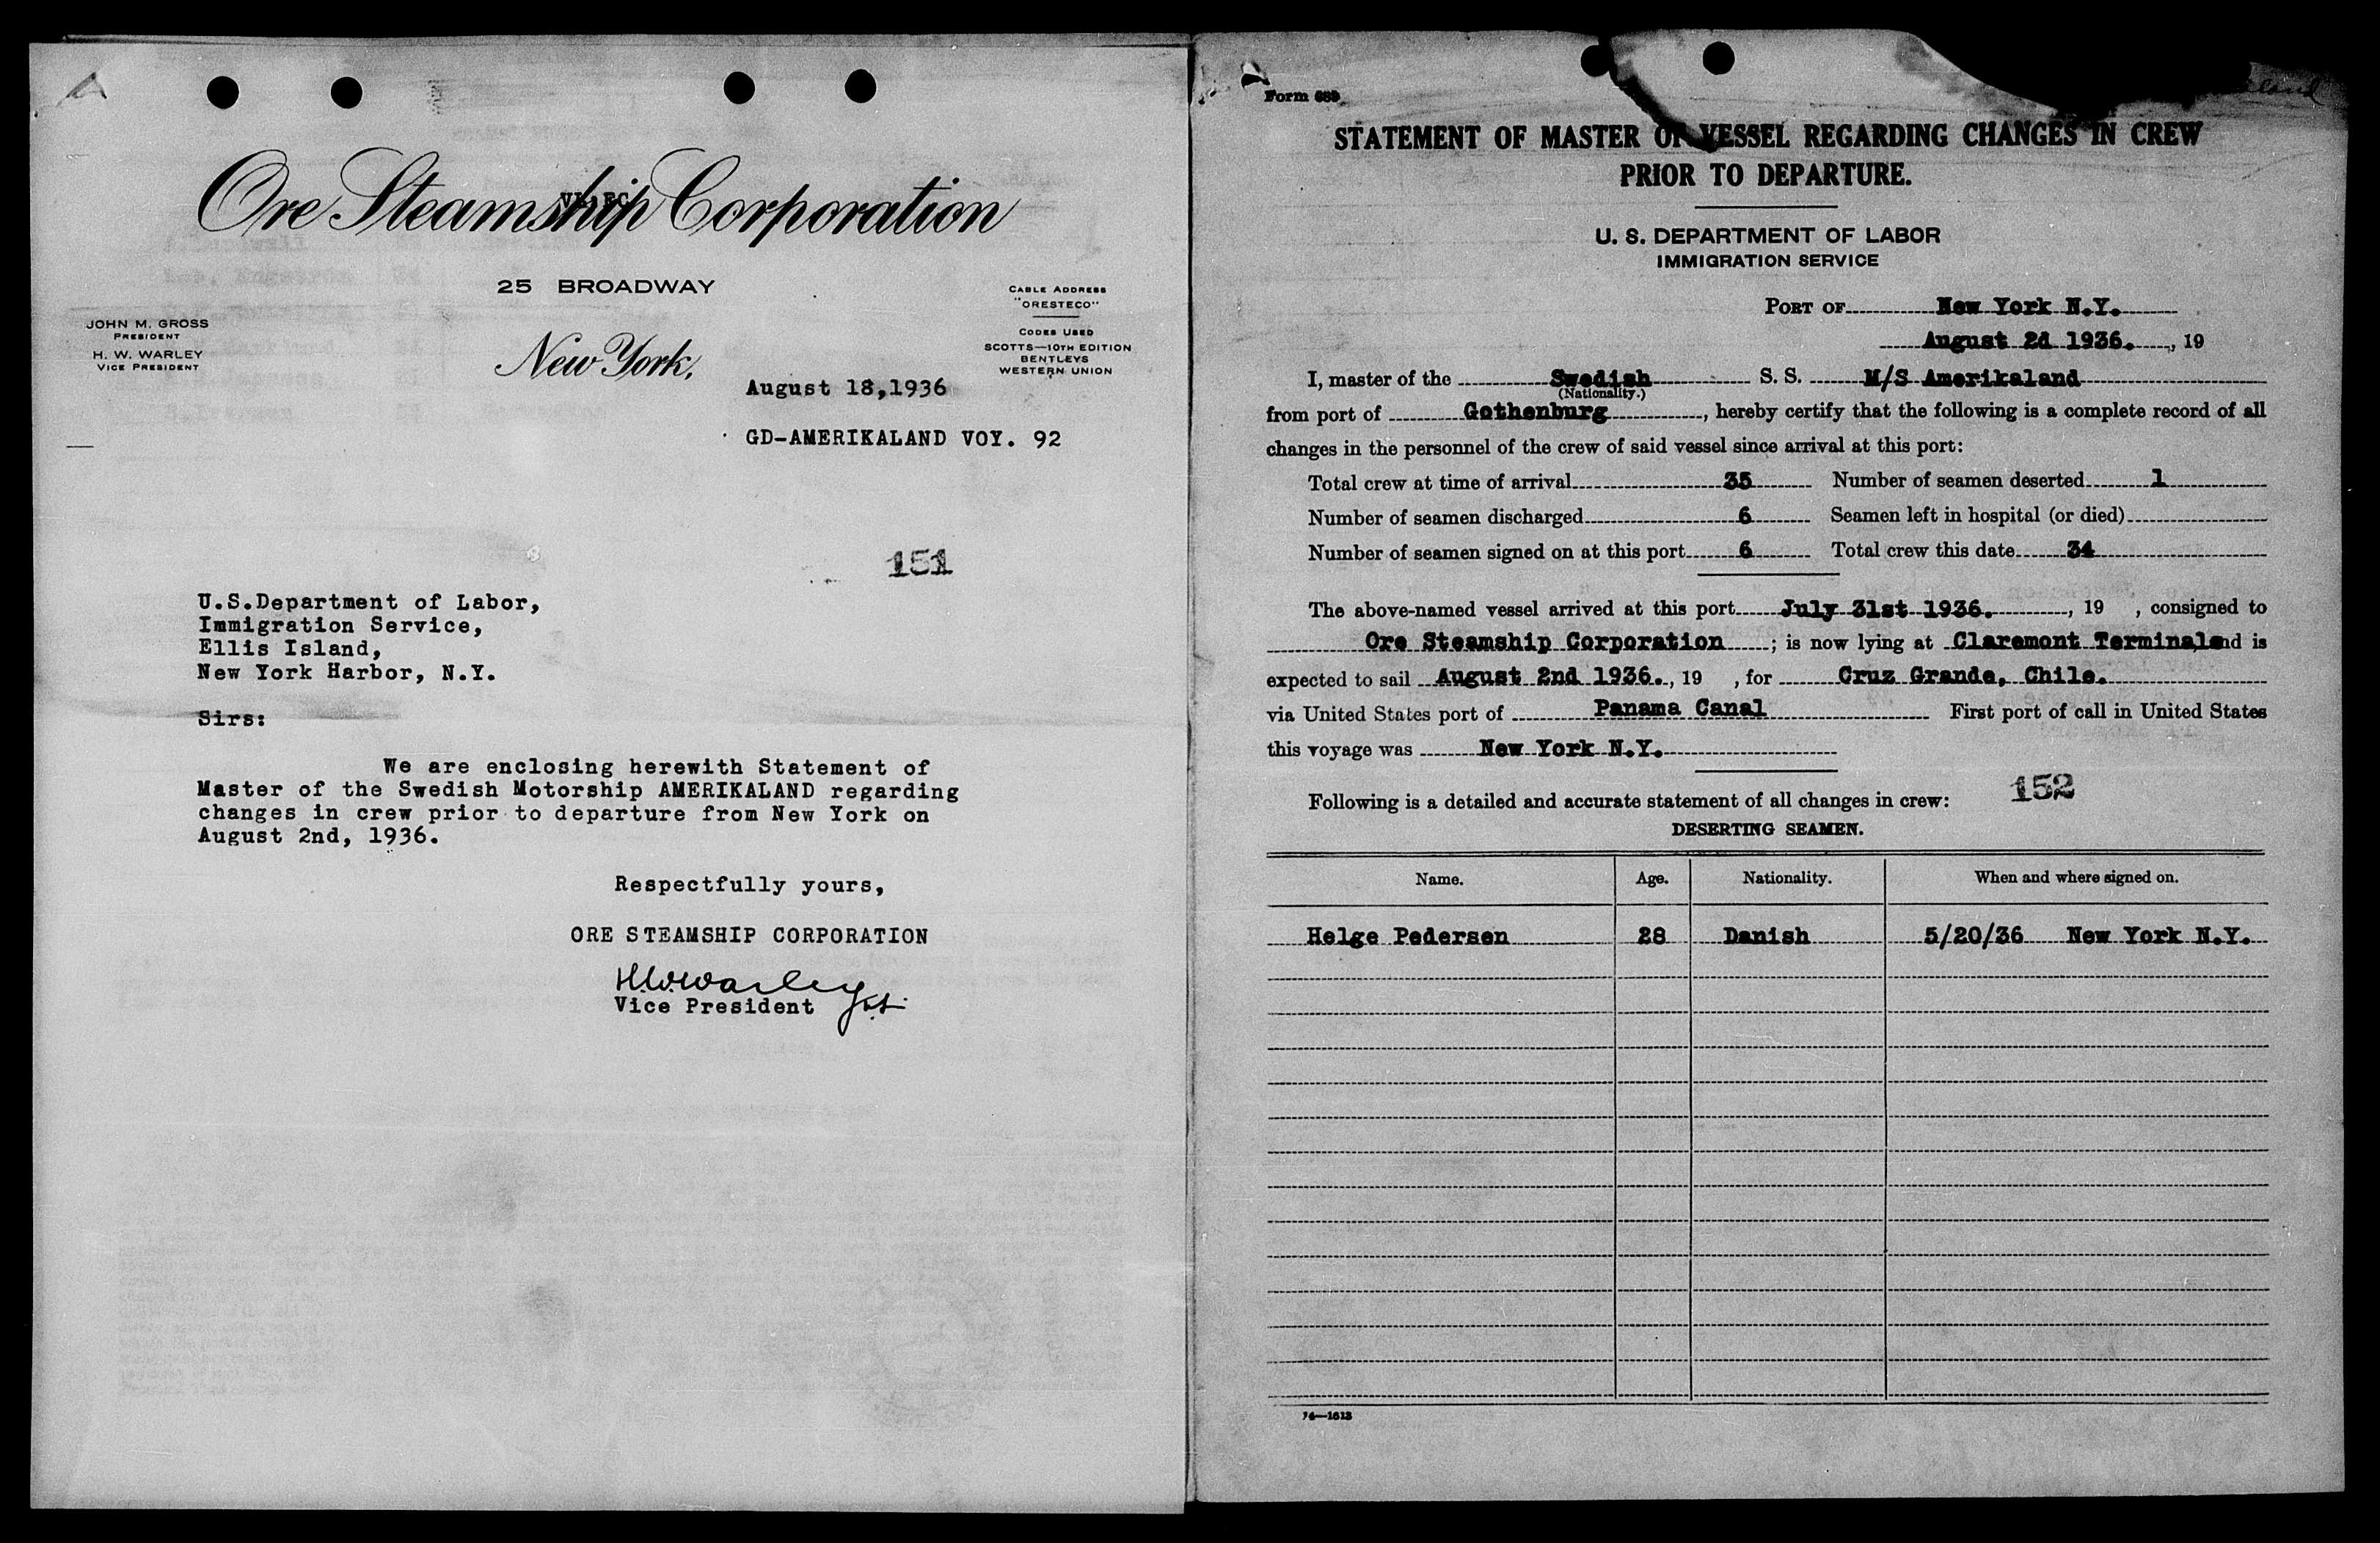 Ore Steamship Corporation
25 BROADWAY
New York,
CABLE ADDRESS
"ORESTECO"
CODES USED
SCOTTS—10TH EDITION
BENTLEYS
WESTERN UNION
JOHN M. GROSS
PRESIDENT
H. W. WARLEY
VICE PRESIDENT
August 18,1936
GD-AMERIKALAND VOY. 92
151
U.S.Department of Labor,
Immigration Service,
Ellis Island,
New York Harbor, N.Y.
Sirs:
We are enclosing herewith Statement of
Master of the Swedish Motorship AMERIKALAND regarding
changes in crew prior to departure from New York on
August 2nd, 1936.
Respectfully yours,
ORE STEAMSHIP CORPORATION
H.W.Warley
Vice President
Form 689
STATEMENT OF MASTER OF VESSEL REGARDING CHANGES IN CREW
PRIOR TO DEPARTURE.
U. S. DEPARTMENT OF LABOR
IMMIGRATION SERVICE
PORT OF New York N.Y.
August 2d 1936. , 19
I, master of the Swedish S. S. M/S Amerikaland
(Nationality.)
from port of Gothenburg , hereby certify that the following is a complete record of all
changes in the personnel of the crew of said vessel since arrival at this port:
Total crew at time of arrival 35 Number of seamen deserted 1
Number of seamen discharged 6 Seamen left in hospital (or died)
Number of seamen signed on at this port 6 Total crew this date 34
The above-named vessel arrived at this port July 31st 1936. , 19 , consigned to
Ore Steamship Corporation ; is now lying at Claremont Terminal and is
expected to sail August 2nd 1936. , 19 , for Cruz Grande, Chile.
via United States port of Panama Canal First port of call in United States
this voyage was New York N.Y.
152
Following is a detailed and accurate statement of all changes in crew:
DESERTING SEAMEN.
Name. Age. Nationality. When and where signed on.
Helge Pedersen 28 Danish 5/20/36 New York N.Y.
14—1613